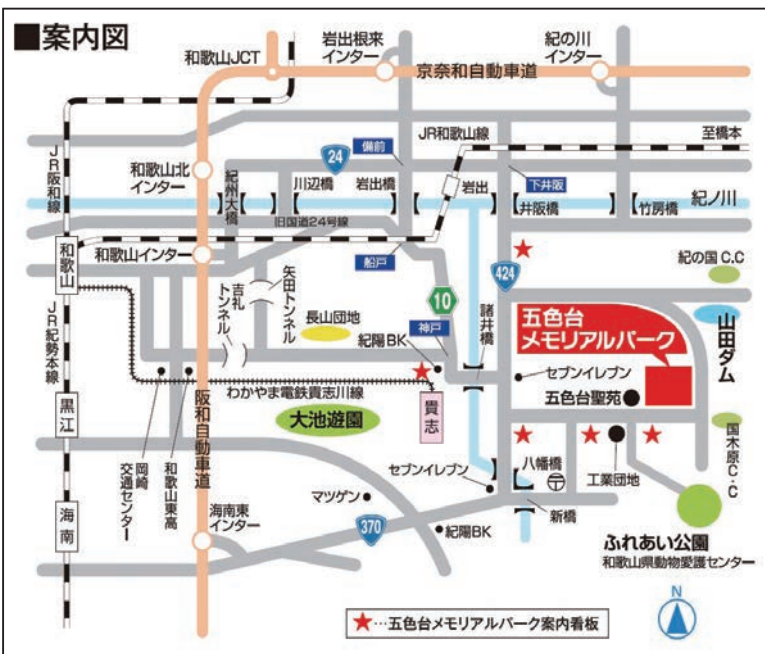 ■案内図
和歌山JCT
岩出根来
インター
京奈和自動車道
紀の川
インター
JR阪和線
和歌山北
インター
紀州大橋
24
川辺橋
備前
JR和歌山線
至橋本
岩出橋
岩出
下井阪
井阪橋
竹房橋
紀ノ川
旧国道24号線
和歌山
和歌山インター
船戸
424
紀の国C.C
吉礼
トンネル
矢田トンネル
長山団地
10
神戸
諸井橋
五色台
メモリアルパーク
山田ダム
JR紀勢本線
紀陽BK
セブンイレブン
五色台聖苑
わかやま電鉄貴志川線
阪和自動車道
大池遊園
貴志
国木原C.C
黒江
岡崎
交通センター
和歌山東高
セブンイレブン
八幡橋
〒
工業団地
マツゲン
海南
海南東
インター
370
紀陽BK
新橋
ふれあい公園
和歌山県動物愛護センター
N
★…五色台メモリアルパーク案内看板